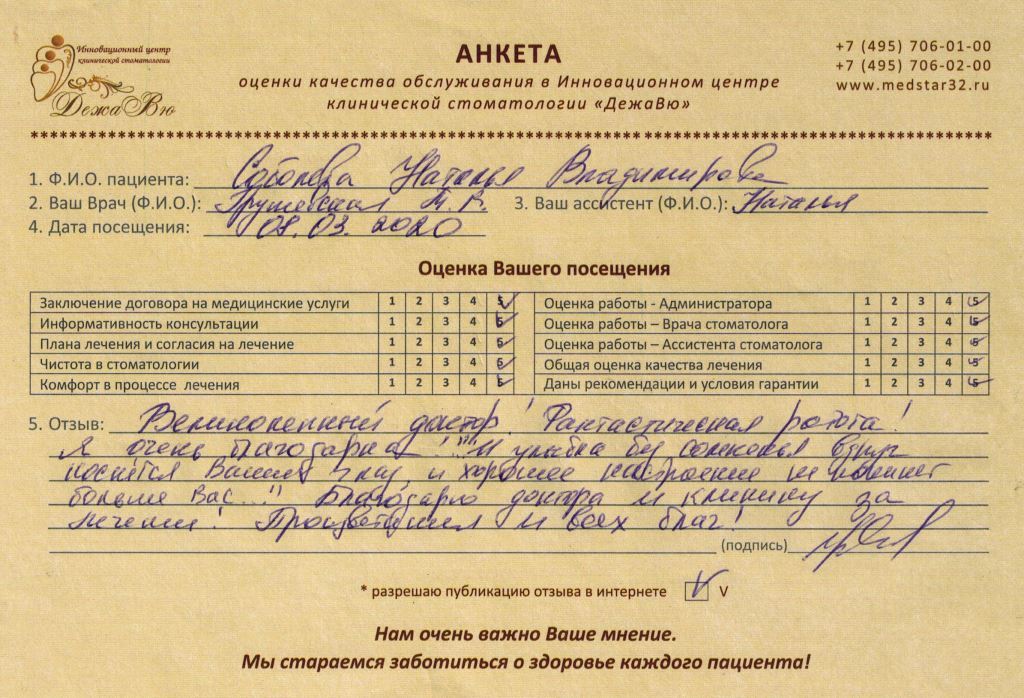 Инновационный центр
клинической стоматологии
ДежаВю
АНКЕТА
оценки качества обслуживания в Инновационном центре
клинической стоматологии «ДежаВю»
+7 (495) 706-01-00
+7 (495) 706-02-00
www.medstar32.ru
1. Ф.И.О. пациента: Соболева Наталья Владимировна
2. Ваш Врач (Ф.И.О.): Грушевская 3. Ваш ассистент (Ф.И.О.): Наталья
4. Дата посещения: 08.03.2020
Оценка Вашего посещения
Заключение договора на медицинские услуги 1 2 3 4 5 Оценка работы - Администратора 1 2 3 4 5
Информативность консультации 1 2 3 4 5 Оценка работы – Врача стоматолога 1 2 3 4 5
Плана лечения и согласия на лечение 1 2 3 4 5 Оценка работы – Ассистента стоматолога 1 2 3 4 5
Чистота в стоматологии 1 2 3 4 5 Общая оценка качества лечения 1 2 3 4 5
Комфорт в процессе лечения 1 2 3 4 5 Даны рекомендации и условия гарантии 1 2 3 4 5
5. Отзыв: Великолепный доктор! Фантастическая работа!
Я очень благодарна! "И улыбка без сомненья вдруг
коснётся Ваших глаз, и хорошее настроение не покинет
больше Вас..!" Благодарю доктора и клинику за
лечение! Процветания и всех благ!
(подпись)
* разрешаю публикацию отзыва в интернете V
Нам очень важно Ваше мнение.
Мы стараемся заботиться о здоровье каждого пациента!